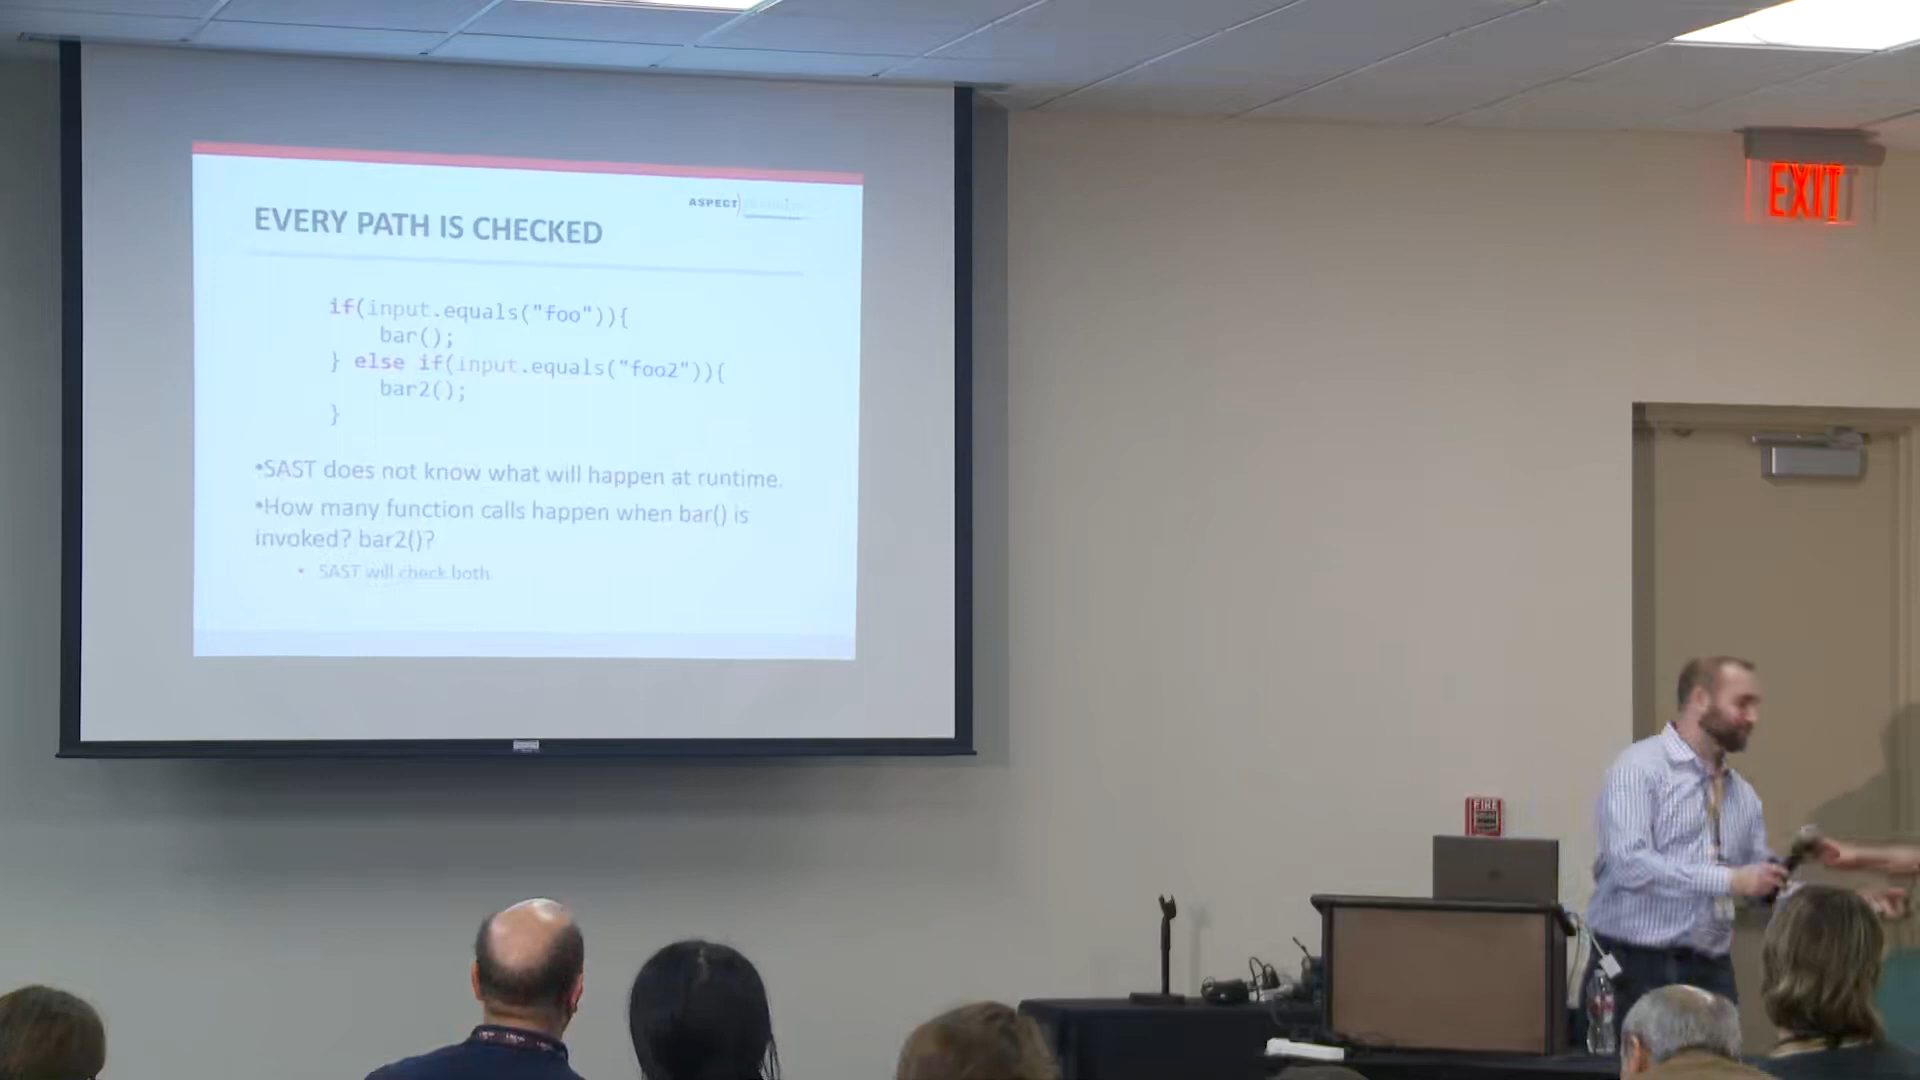 ASPECT
EVERY PATH IS CHECKED
if(input.equals("foo")){
bar();
} else if(input.equals("foo2")){
bar2();
}
•SAST does not know what will happen at runtime.
•How many function calls happen when bar() is
invoked? bar2()?
• SAST will check both
EXIT
FIRE